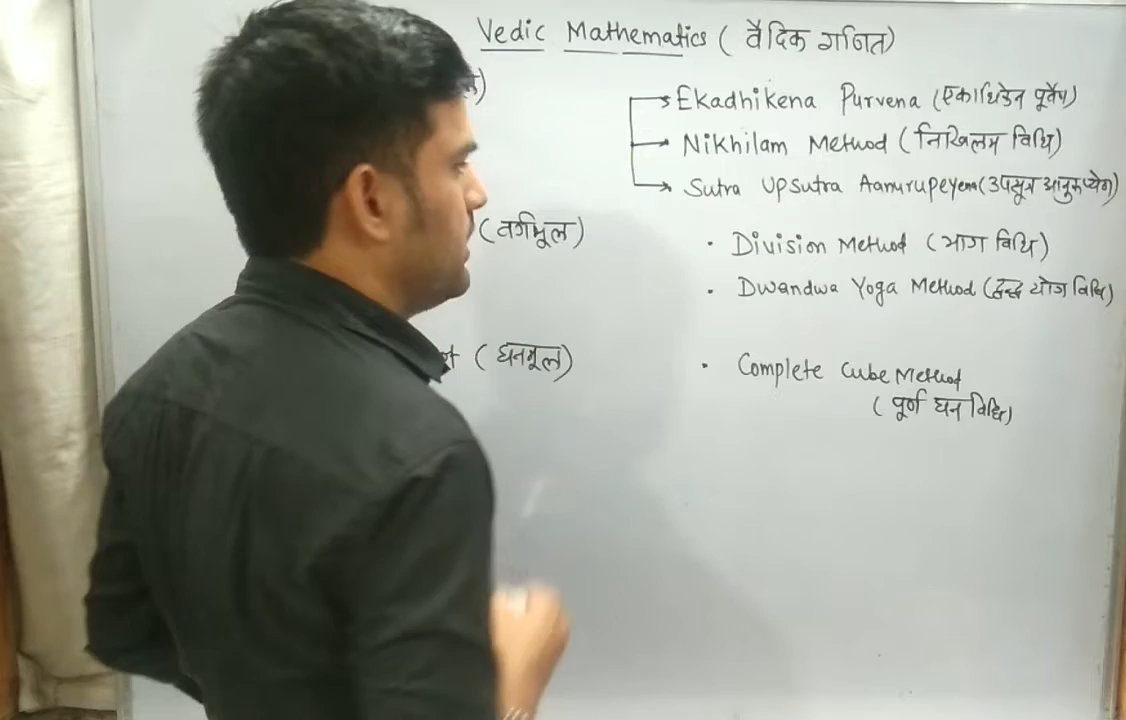 Vedic Mathematics ( वैदिक गणित )
Ekadhikena Purvena ( एकाधिकेन पूर्वेण )
Nikhilam Method ( निखिलम विधि )
Sutra Upsutra Aanurupeyena ( उपसूत्र आनुरूप्येण )
( वर्गमूल )
· Division Method ( भाग विधि )
· Dwandwa Yoga Method ( द्वन्द्व योग विधि )
( घनमूल )
· Complete Cube Method
( पूर्ण घन विधि )